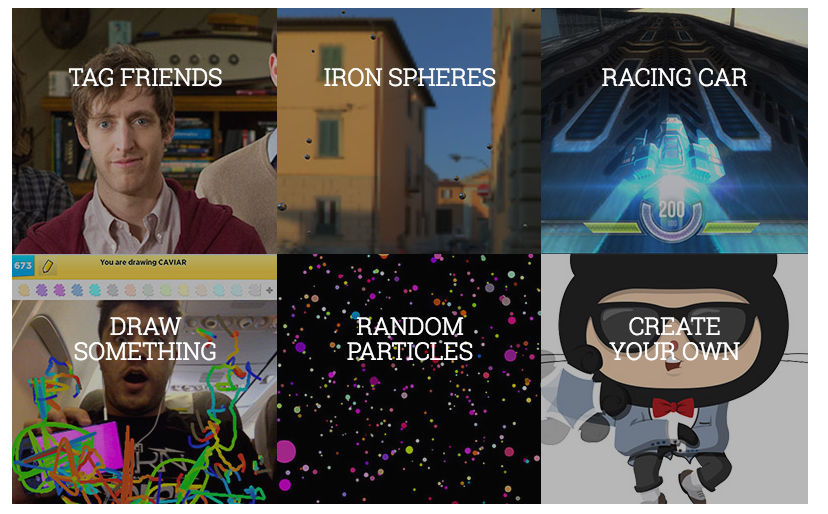 TAG FRIENDS
IRON SPHERES
RACING CAR
200
673
You are drawing CAVIAR
DRAW
SOMETHING
RANDOM
PARTICLES
CREATE
YOUR OWN